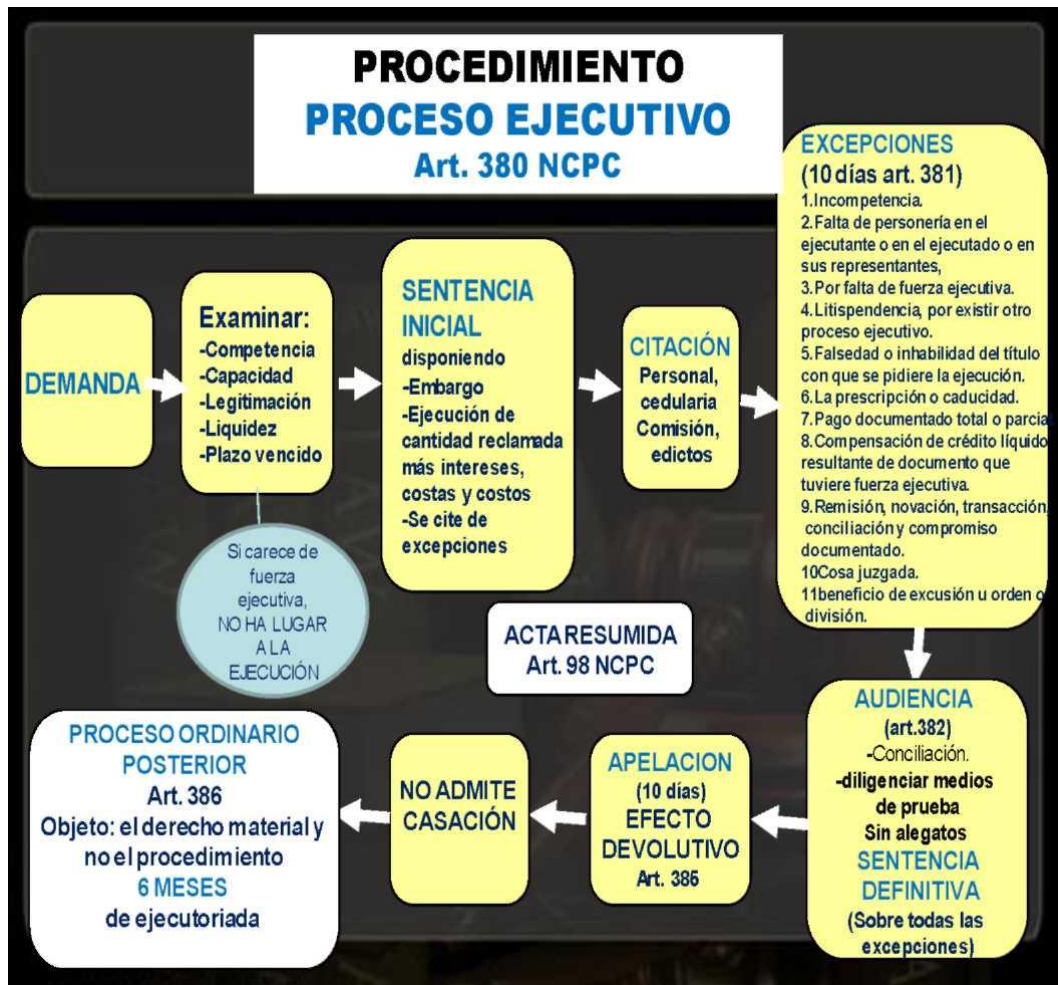 PROCEDIMIENTO
PROCESO EJECUTIVO
Art. 380 NCPC
DEMANDA
Examinar:
-Competencia
-Capacidad
-Legitimación
-Liquidez
-Plazo vencido
Si carece de
fuerza
ejecutiva,
NO HA LUGAR
A LA
EJECUCIÓN
SENTENCIA
INICIAL
disponiendo
-Embargo
-Ejecución de
cantidad reclamada
más intereses,
costas y costos
-Se cite de
excepciones
CITACIÓN
Personal,
cedularia
Comisión,
edictos
EXCEPCIONES
(10 días art. 381)
1.Incompetencia.
2.Falta de personería en el
ejecutante o en el ejecutado o en
sus representantes,
3.Por falta de fuerza ejecutiva.
4.Litispendencia, por existir otro
proceso ejecutivo.
5.Falsedad o inhabilidad del título
con que se pidiere la ejecución.
6.La prescripción o caducidad.
7.Pago documentado total o parcia
8.Compensación de crédito líquido
resultante de documento que
tuviere fuerza ejecutiva.
9.Remisión, novación, transacción,
conciliación y compromiso
documentado.
10Cosa juzgada.
11beneficio de excusión u orden o
división.
AUDIENCIA
(art.382)
-Conciliación.
-diligenciar medios
de prueba
Sin alegatos
SENTENCIA
DEFINITIVA
(Sobre todas las
excepciones)
APELACION
(10 días)
EFECTO
DEVOLUTIVO
Art. 385
NO ADMITE
CASACIÓN
PROCESO ORDINARIO
POSTERIOR
Art. 386
Objeto: el derecho material y
no el procedimiento
6 MESES
de ejecutoriada
ACTA RESUMIDA
Art. 98 NCPC